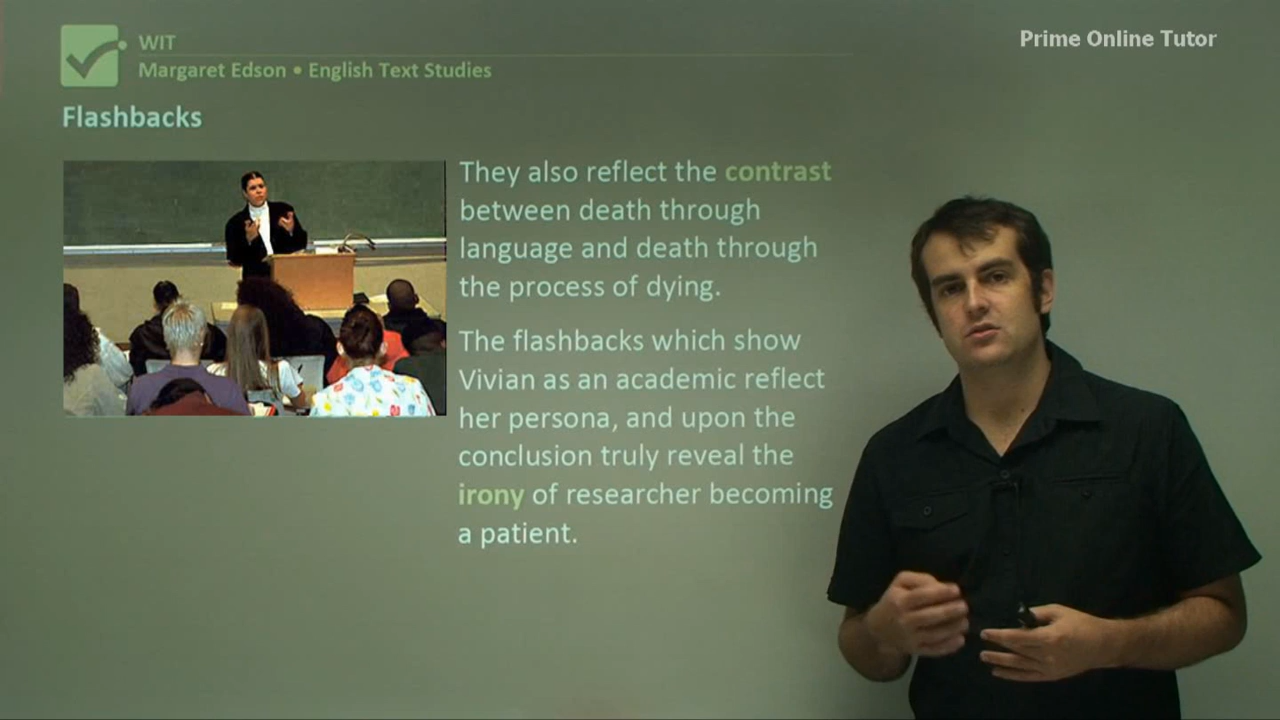 WIT
Prime Online Tutor
Margaret Edson • English Text Studies
Flashbacks
They also reflect the contrast
between death through
language and death through
the process of dying.
The flashbacks which show
Vivian as an academic reflect
her persona, and upon the
conclusion truly reveal the
irony of researcher becoming
a patient.